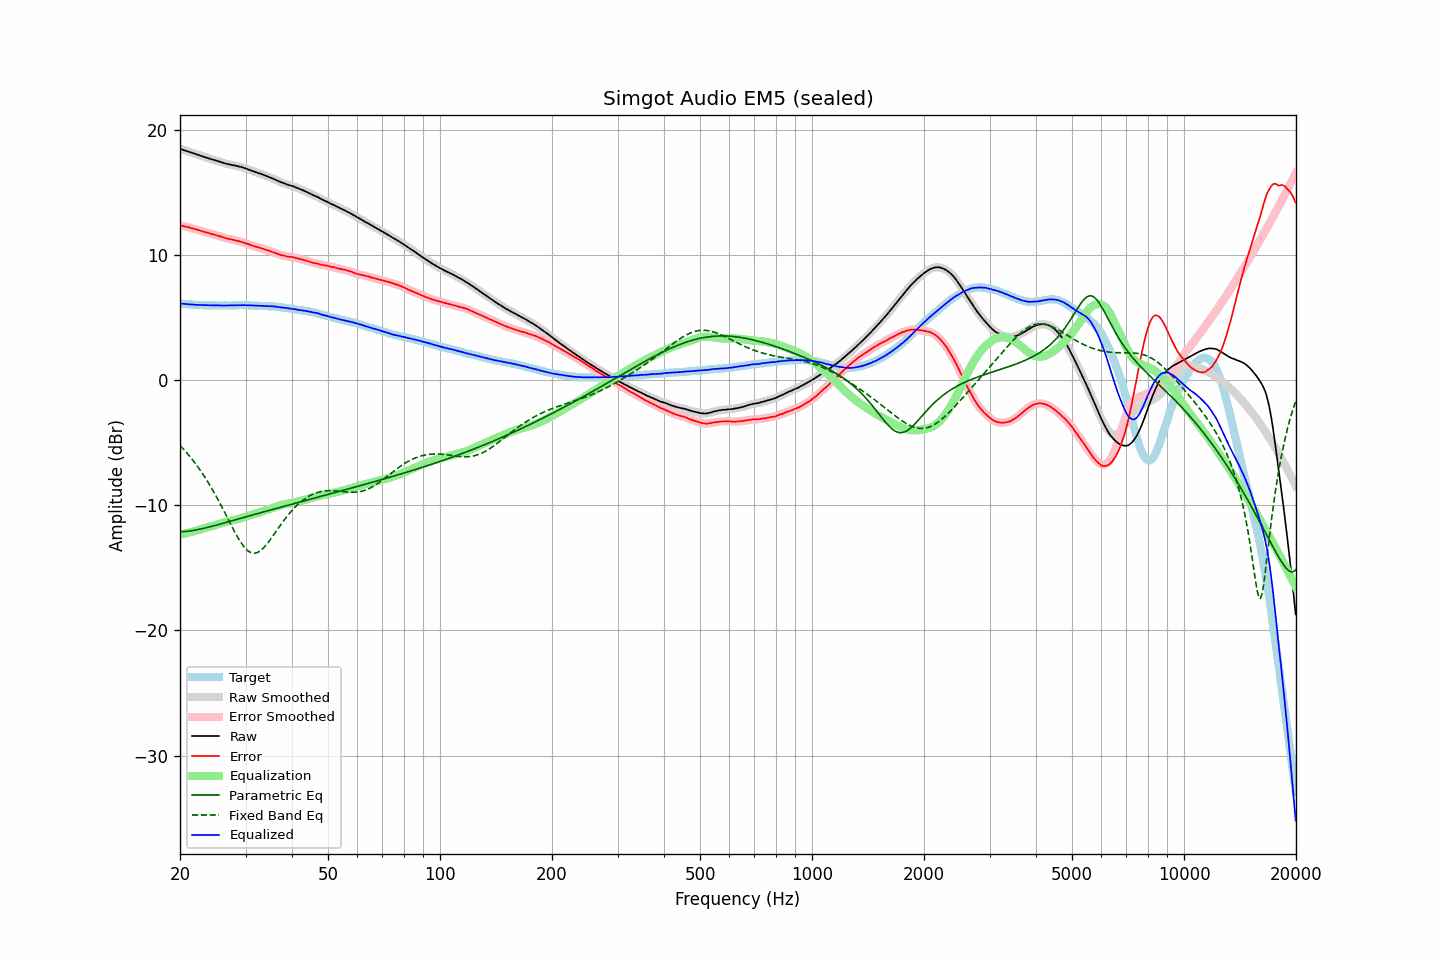 Simgot Audio EM5 (sealed)
20
10
0
−10
−20
−30
Amplitude (dBr)
Target
Raw Smoothed
Error Smoothed
Raw
Error
Equalization
Parametric Eq
Fixed Band Eq
Equalized
20 50 100 200 500 1000 2000 5000 10000 20000
Frequency (Hz)